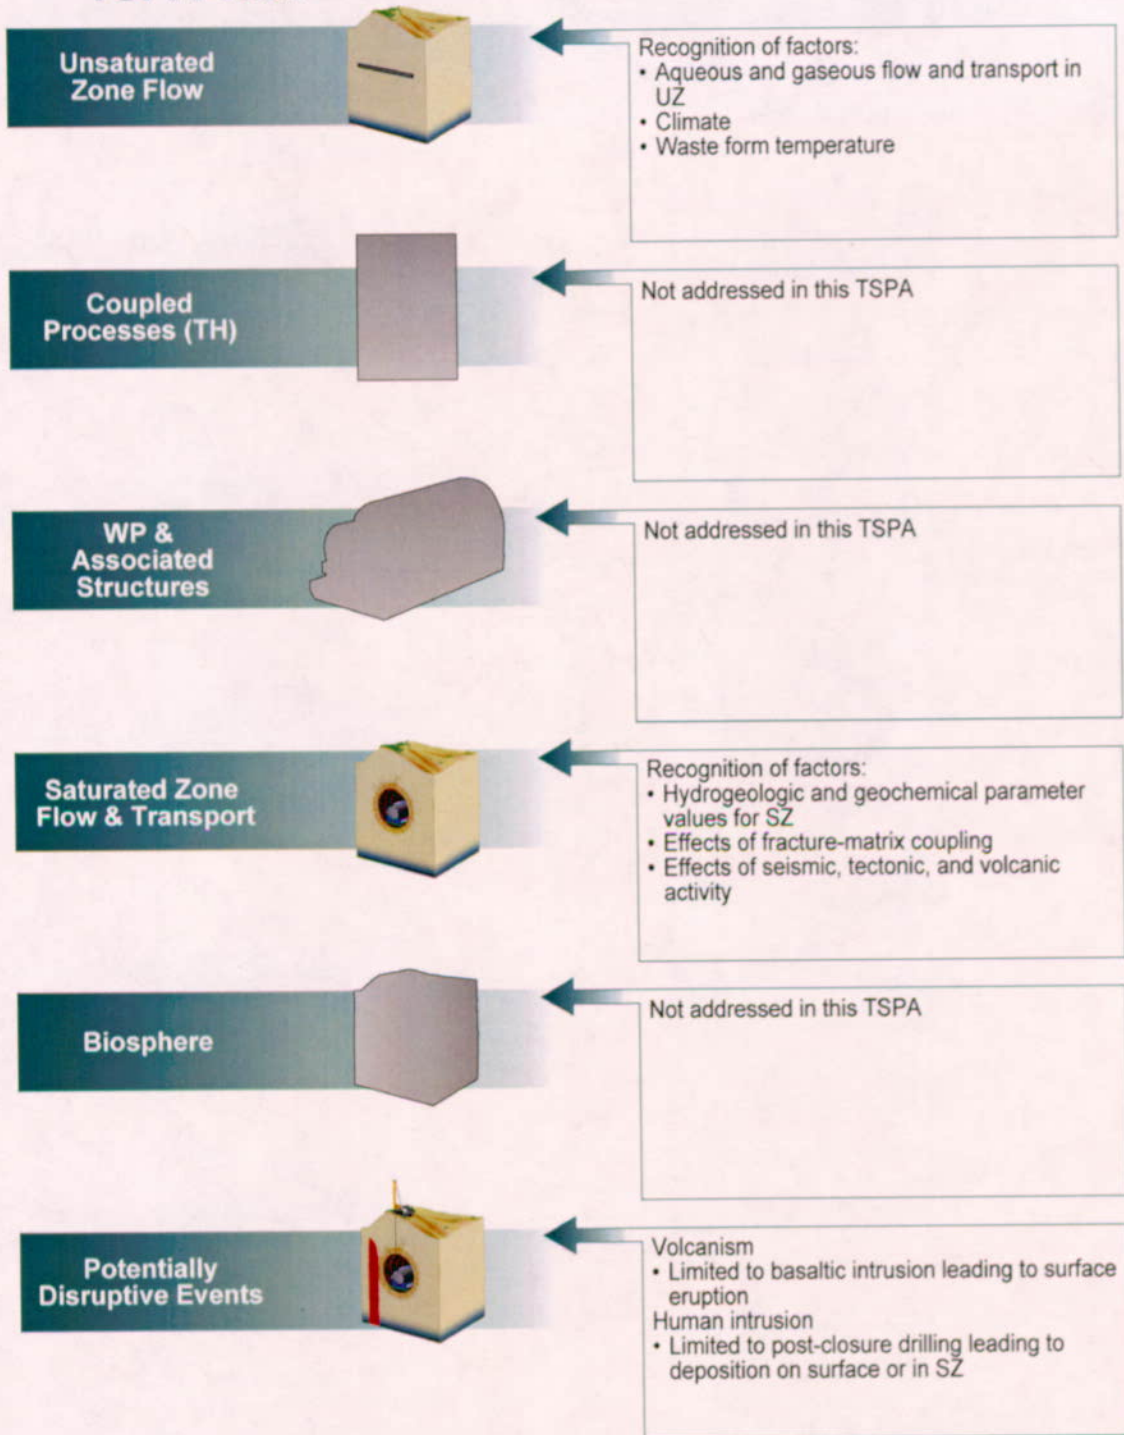 Unsaturated
Zone Flow
Recognition of factors:
• Aqueous and gaseous flow and transport in
UZ
• Climate
• Waste form temperature
Coupled
Processes (TH)
Not addressed in this TSPA
WP &
Associated
Structures
Not addressed in this TSPA
Saturated Zone
Flow & Transport
Recognition of factors:
• Hydrogeologic and geochemical parameter
values for SZ
• Effects of fracture-matrix coupling
• Effects of seismic, tectonic, and volcanic
activity
Biosphere
Not addressed in this TSPA
Potentially
Disruptive Events
Volcanism
• Limited to basaltic intrusion leading to surface
eruption
Human intrusion
• Limited to post-closure drilling leading to
deposition on surface or in SZ